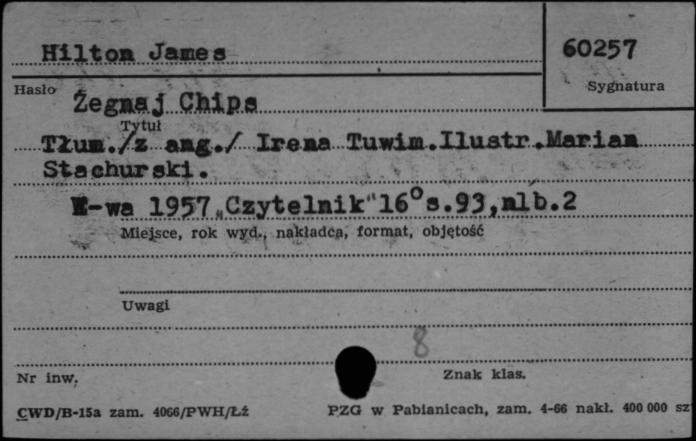 Hilton James
60257
Hasło
Sygnatura
Żegnaj Chips
Tytuł
Tłum./z ang./ Irena Tuwim.Ilustr.Marian
Stachurski.
W-wa 1957 „Czytelnik" 16° s.93,nlb.2
Miejsce, rok wyd., nakładca, format, objętość
Uwagi
8
Nr inw.
Znak klas.
CWD/B-15a zam. 4066/PWH/Łż
PZG w Pabianicach, zam. 4-66 nakł. 400 000 sz